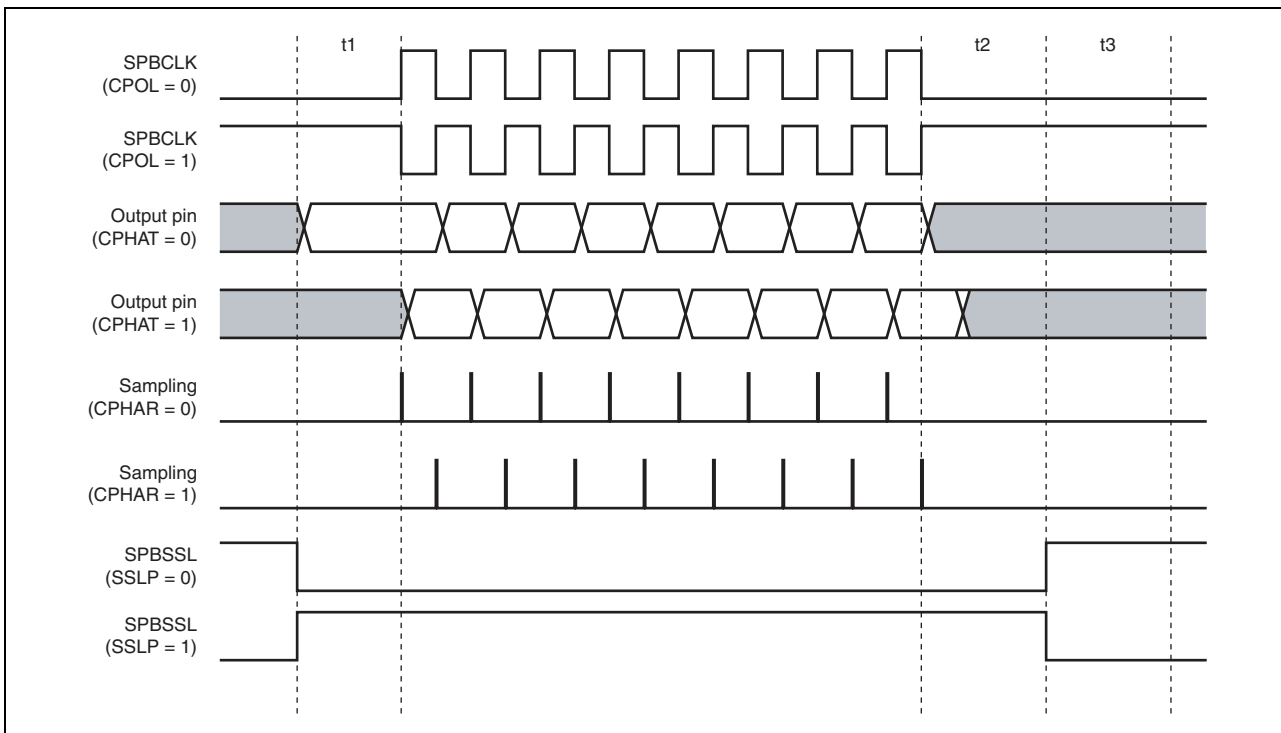 t1
t2
t3
SPBCLK
(CPOL = 0)
SPBCLK
(CPOL = 1)
Output pin
(CPHAT = 0)
Output pin
(CPHAT = 1)
Sampling
(CPHAR = 0)
Sampling
(CPHAR = 1)
SPBSSL
(SSLP = 0)
SPBSSL
(SSLP = 1)